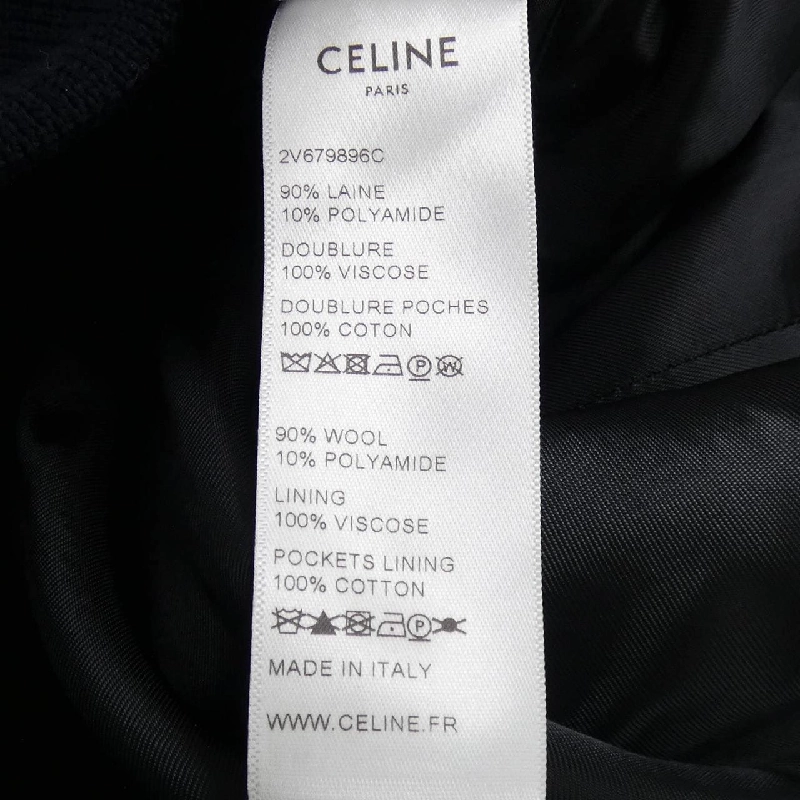 CELINE
PARIS
2V679896C
90% LAINE
10% POLYAMIDE
DOUBLURE
100% VISCOSE
DOUBLURE POCHES
100% COTON
P W
90% WOOL
10% POLYAMIDE
LINING
100% VISCOSE
POCKETS LINING
100% COTTON
P
MADE IN ITALY
WWW.CELINE.FR